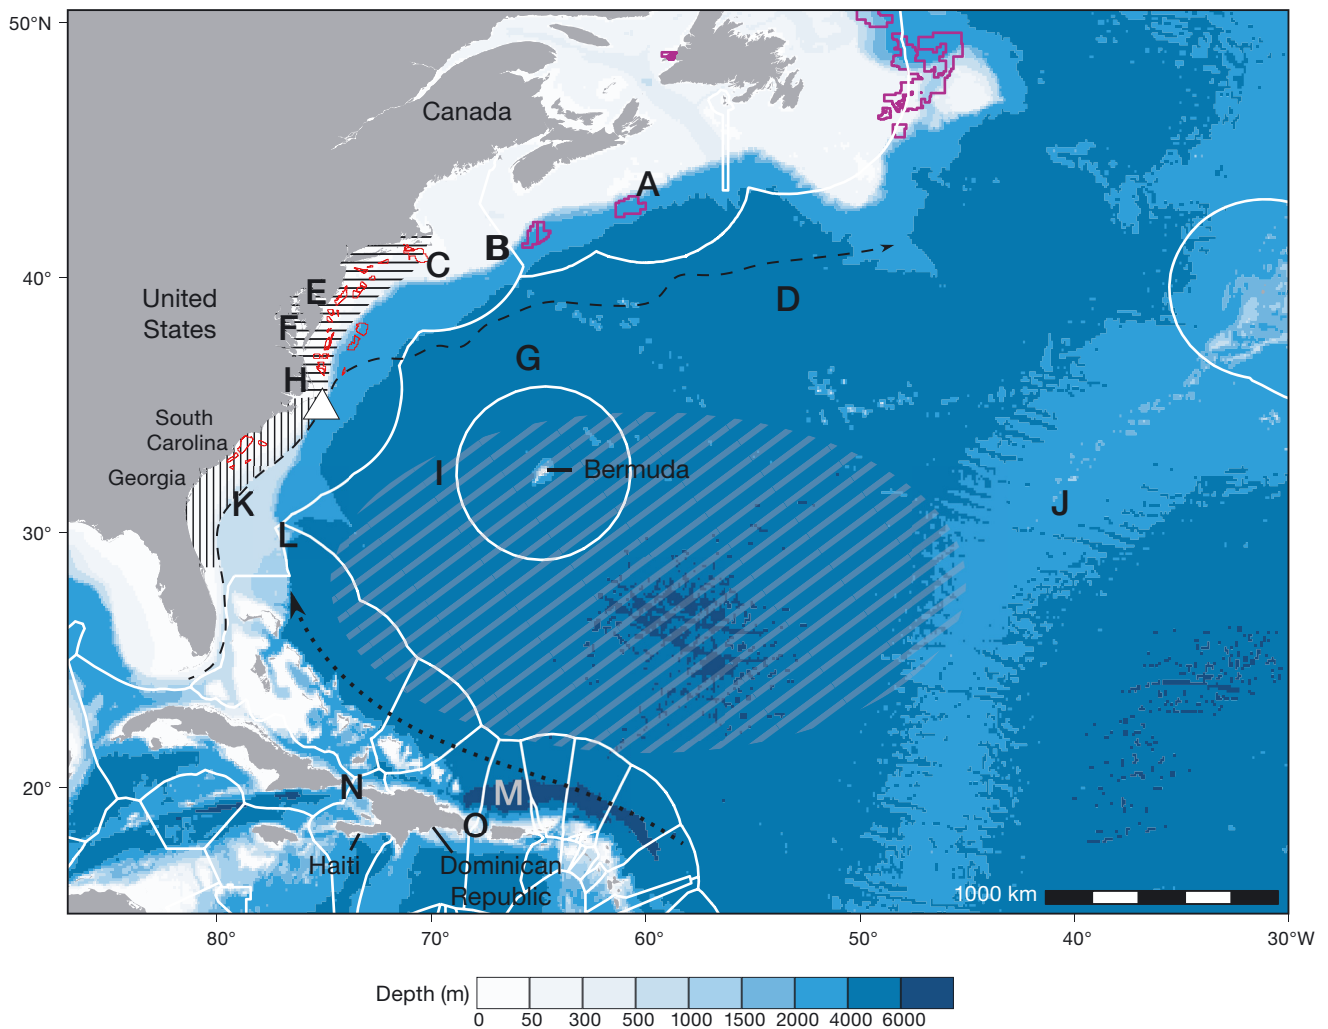 50°N
Canada
A
B
C
40°
E
D
United
States
F
G
H
South
Carolina
Georgia
I
Bermuda
K
J
30°
L
20°
N
M
O
Haiti
Dominican
Republic
1000 km
80°
70°
60°
50°
40°
30°W
Depth (m)
0 50 300 500 1000 1500 2000 4000 6000